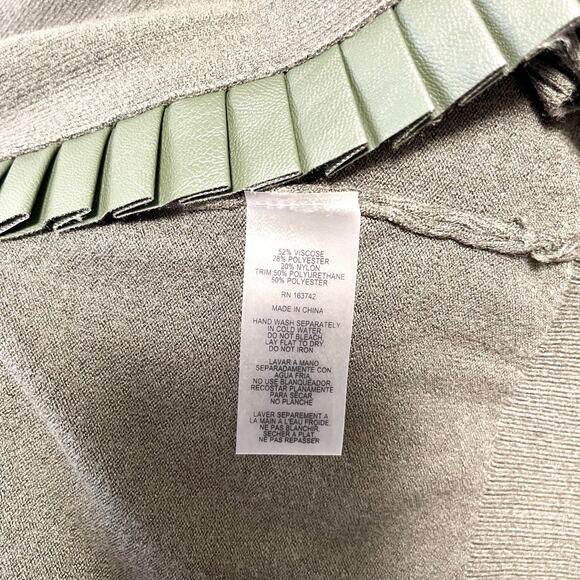 52% VISCOSE
28% POLYESTER
20% NYLON
TRIM:50% POLYURETHANE
50% POLYESTER
RN 163742
MADE IN CHINA
HAND WASH SEPARATELY
IN COLD WATER.
DO NOT BLEACH
LAY FLAT TO DRY.
DO NOT IRON
LAVAR A MANO
SEPARADAMENTE CON
AGUA FRIA.
NO USE BLANQUEADOR.
RECOSTAR PLANAMENTE
PARA SECAR
NO PLANCHE
LAVER SEPAREMENT A
LA MAIN A L'EAU FROIDE.
NE PAS BLANCHIR.
SECHER A PLAT.
NE PAS REPASSER